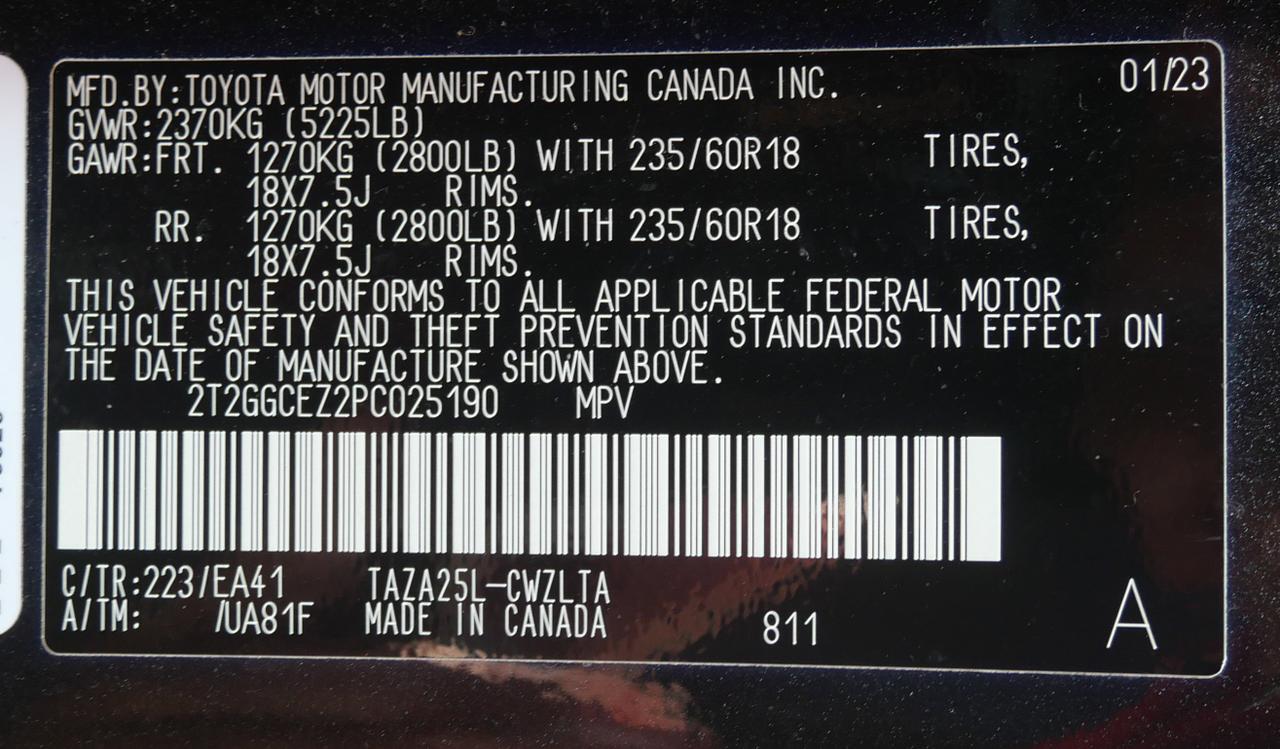 MFD.BY:TOYOTA MOTOR MANUFACTURING CANADA INC. 01/23
GVWR:2370KG (5225LB)
GAWR:FRT. 1270KG (2800LB) WITH 235/60R18 TIRES,
18X7.5J RIMS.
RR. 1270KG (2800LB) WITH 235/60R18 TIRES,
18X7.5J RIMS.
THIS VEHICLE CONFORMS TO ALL APPLICABLE FEDERAL MOTOR
VEHICLE SAFETY AND THEFT PREVENTION STANDARDS IN EFFECT ON
THE DATE OF MANUFACTURE SHOWN ABOVE.
2T2GGCEZ2PC025190 MPV
C/TR:223/EA41 TAZA25L-CWZLTA
A/TM: /UA81F MADE IN CANADA 811 A